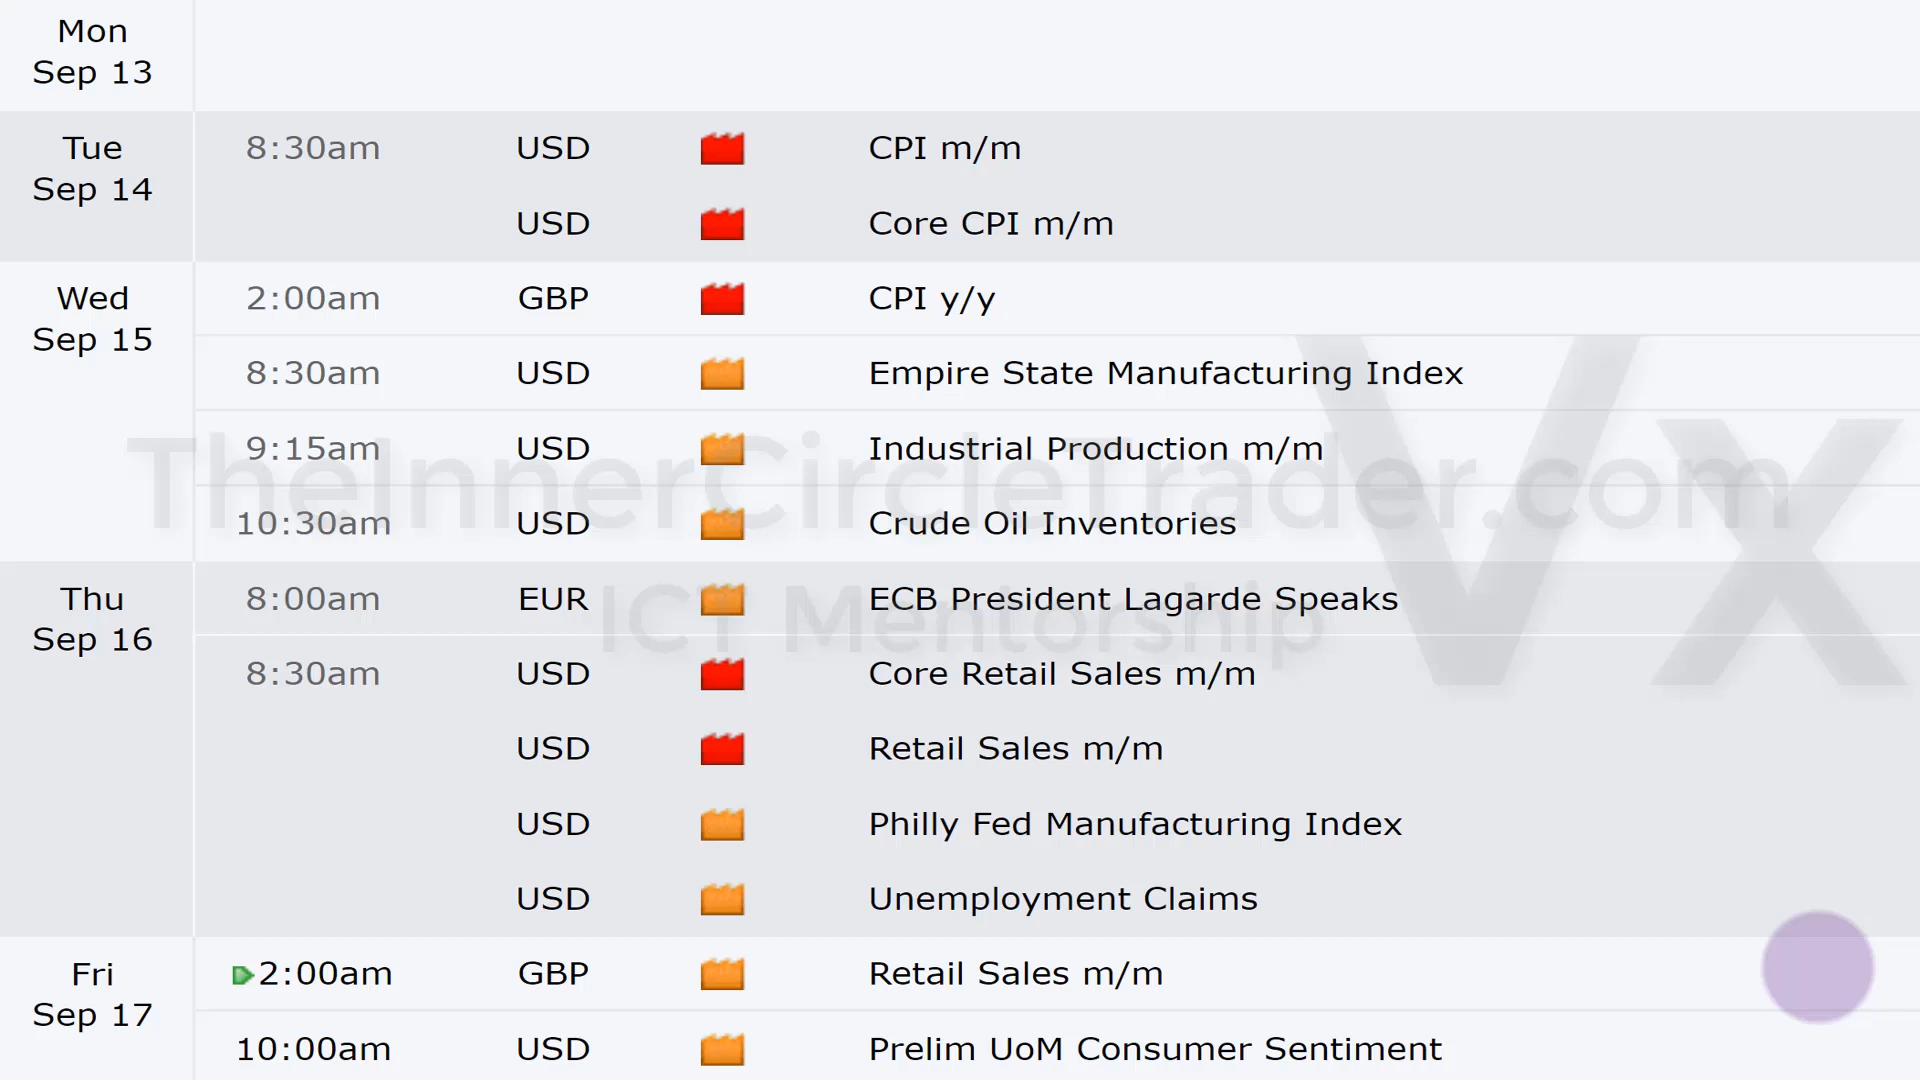 Mon
Sep 13
Tue
Sep 14
8:30am USD CPI m/m
USD Core CPI m/m
Wed
Sep 15
2:00am GBP CPI y/y
8:30am USD Empire State Manufacturing Index
9:15am USD Industrial Production m/m
10:30am USD Crude Oil Inventories
TheInnerCircleTrader.com
ICT Mentorship
Vx
Thu
Sep 16
8:00am EUR ECB President Lagarde Speaks
8:30am USD Core Retail Sales m/m
USD Retail Sales m/m
USD Philly Fed Manufacturing Index
USD Unemployment Claims
Fri
Sep 17
2:00am GBP Retail Sales m/m
10:00am USD Prelim UoM Consumer Sentiment